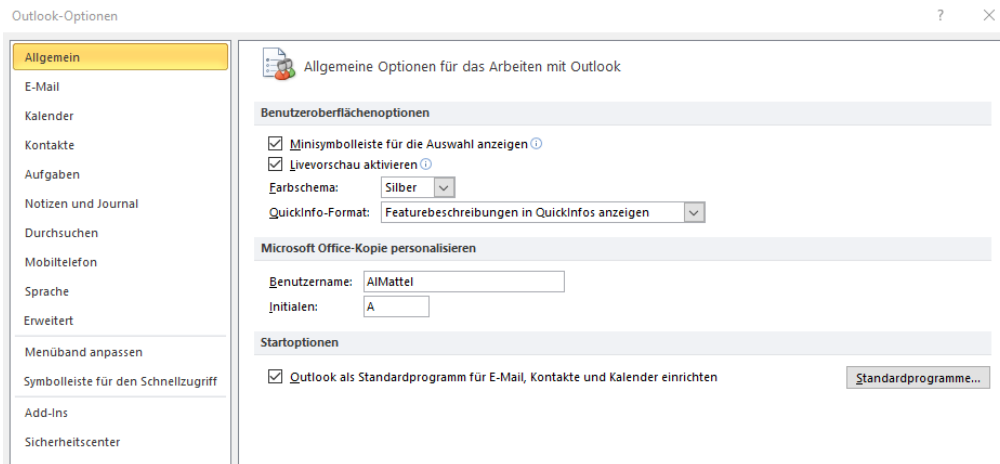 Outlook-Optionen
?
Allgemein
E-Mail
Kalender
Kontakte
Aufgaben
Notizen und Journal
Durchsuchen
Mobiltelefon
Sprache
Erweitert
Menüband anpassen
Symbolleiste für den Schnellzugriff
Add-Ins
Sicherheitscenter
Allgemeine Optionen für das Arbeiten mit Outlook
Benutzeroberflächenoptionen
Minisymbolleiste für die Auswahl anzeigen
Livevorschau aktivieren
Farbschema: Silber
QuickInfo-Format: Featurebeschreibungen in QuickInfos anzeigen
Microsoft Office-Kopie personalisieren
Benutzername: AlMattel
Initialen: A
Startoptionen
Outlook als Standardprogramm für E-Mail, Kontakte und Kalender einrichten Standardprogramme...